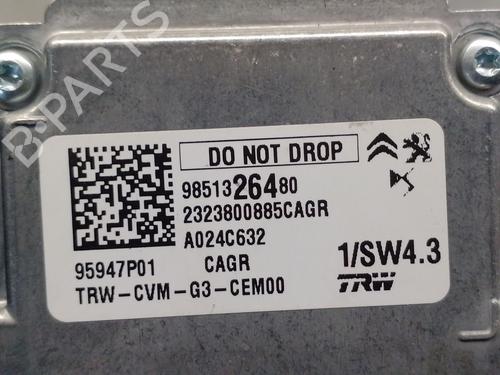 B-PARTS
DO NOT DROP
9851326480
2323800885CAGR
A024C632
95947P01 CAGR 1/SW4.3
TRW-CVM-G3-CEM00 TRW